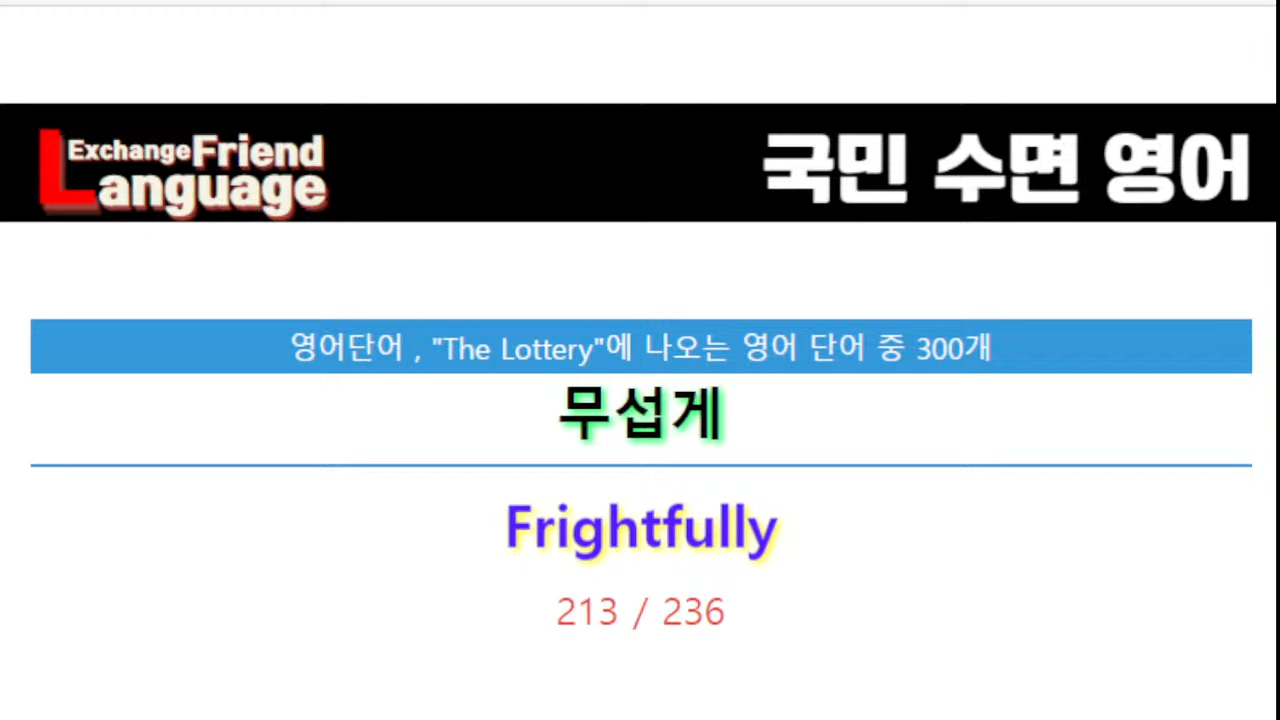 Exchange Friend
Language
국민 수면 영어
영어단어 , "The Lottery"에 나오는 영어 단어 중 300개
무섭게
Frightfully
213 / 236